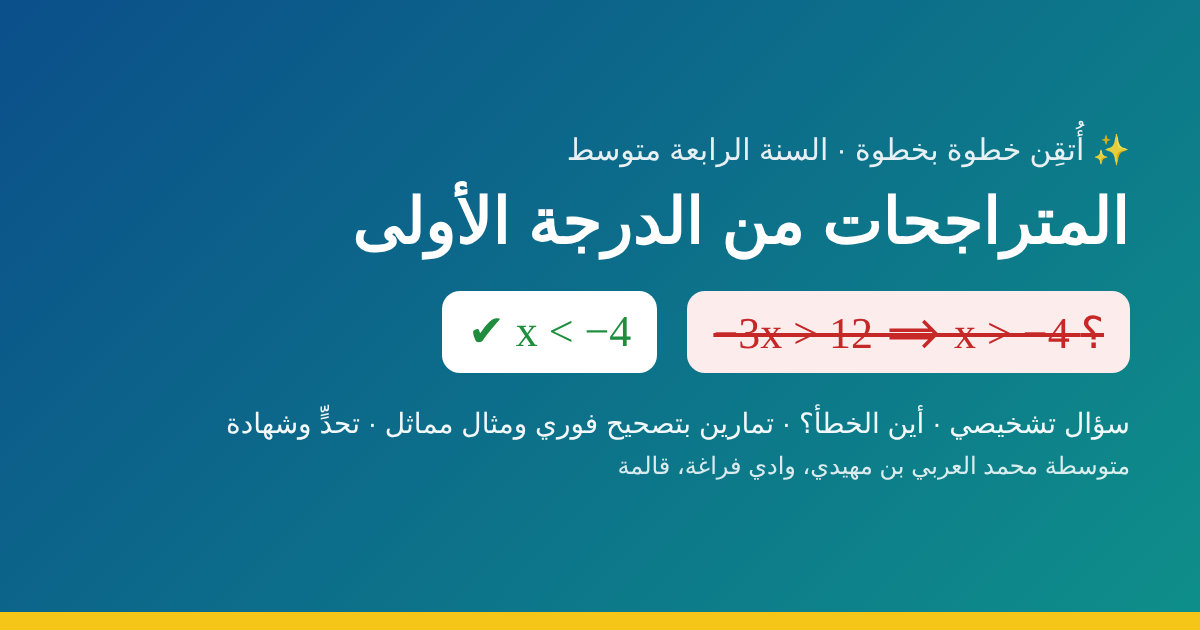 ✨ أُتقِن خطوة بخطوة · السنة الرابعة متوسط
المتراجحات من الدرجة الأولى
−3x > 12 ⟹ x > −4 ؟
✔ x < −4
سؤال تشخيصي · أين الخطأ؟ · تمارين بتصحيح فوري ومثال مماثل · تحدٍّ وشهادة
متوسطة محمد العربي بن مهيدي، وادي فراغة، قالمة